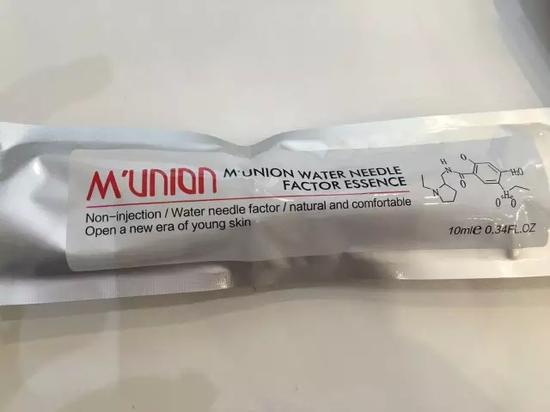 M'UNION
M'UNION WATER NEEDLE
FACTOR ESSENCE
Non-injection / Water needle factor / natural and comfortable
Open a new era of young skin
10ml℮ 0.34FL.OZ